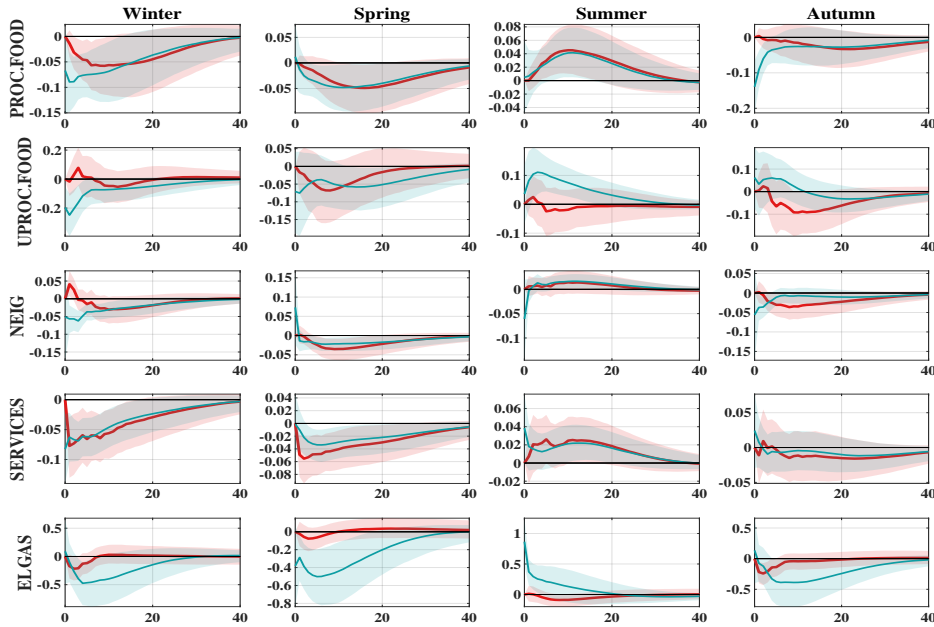 Winter Spring Summer Autumn
PROC.FOOD
0 -0.05 -0.1 -0.15
0 20 40
0.05 0 -0.05
0 20 40
0.08 0.06 0.04 0.02 0 -0.02 -0.04
0 20 40
0 -0.1 -0.2
0 20 40
UPROC.FOOD
0.2 0 -0.2
0 20 40
0.05 0 -0.05 -0.1 -0.15 -0.2
0 20 40
0.1 0 -0.1
0 20 40
0.1 0 -0.1
0 20 40
NEIG
0.05 0 -0.05 -0.1 -0.15
0 20 40
0.15 0.1 0.05 0 -0.05
0 20 40
0 -0.05 -0.1
0 20 40
0.05 0 -0.05 -0.1 -0.15
0 20 40
SERVICES
0 -0.05 -0.1
0 20 40
0.04 0.02 0 -0.02 -0.04 -0.06 -0.08
0 20 40
0.06 0.04 0.02 0 -0.02
0 20 40
0.05 0 -0.05
0 20 40
ELGAS
0.5 0 -0.5
0 20 40
0 -0.2 -0.4 -0.6 -0.8
0 20 40
1 0.5 0
0 20 40
0.5 0 -0.5
0 20 40